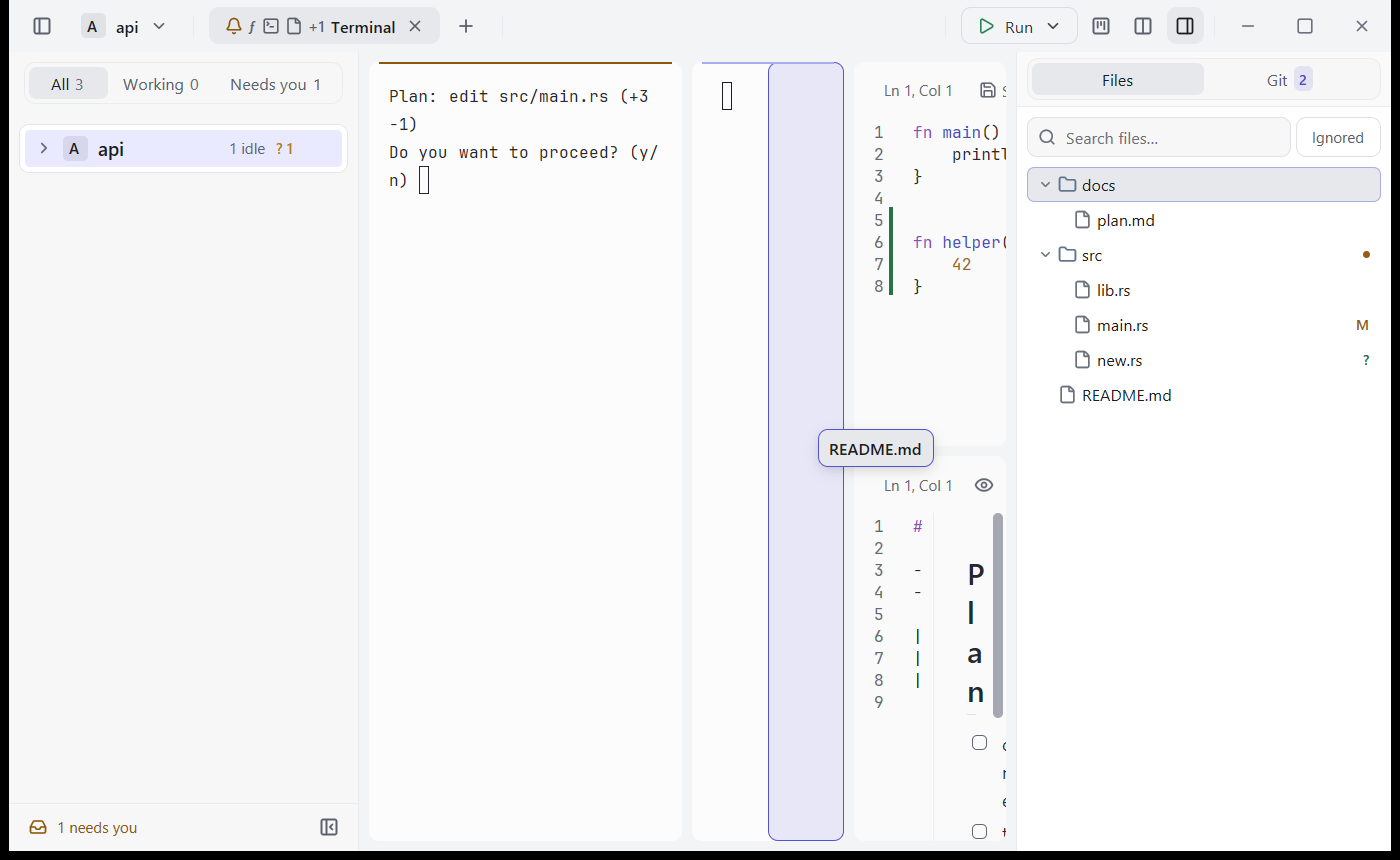 A api
+1 Terminal
Run
All 3 Working 0 Needs you 1
A api 1 idle ? 1
1 needs you
Plan: edit src/main.rs (+3
-1)
Do you want to proceed? (y/
n)
Ln 1, Col 1
1 fn main()
2 printl
3 }
4
5
6 fn helper(
7 42
8 }
README.md
Ln 1, Col 1
1 #
2
3 -
4 -
5
6 |
7 |
8 |
9
P
l
a
n
Files Git 2
Search files... Ignored
docs
plan.md
src
lib.rs
main.rs M
new.rs ?
README.md